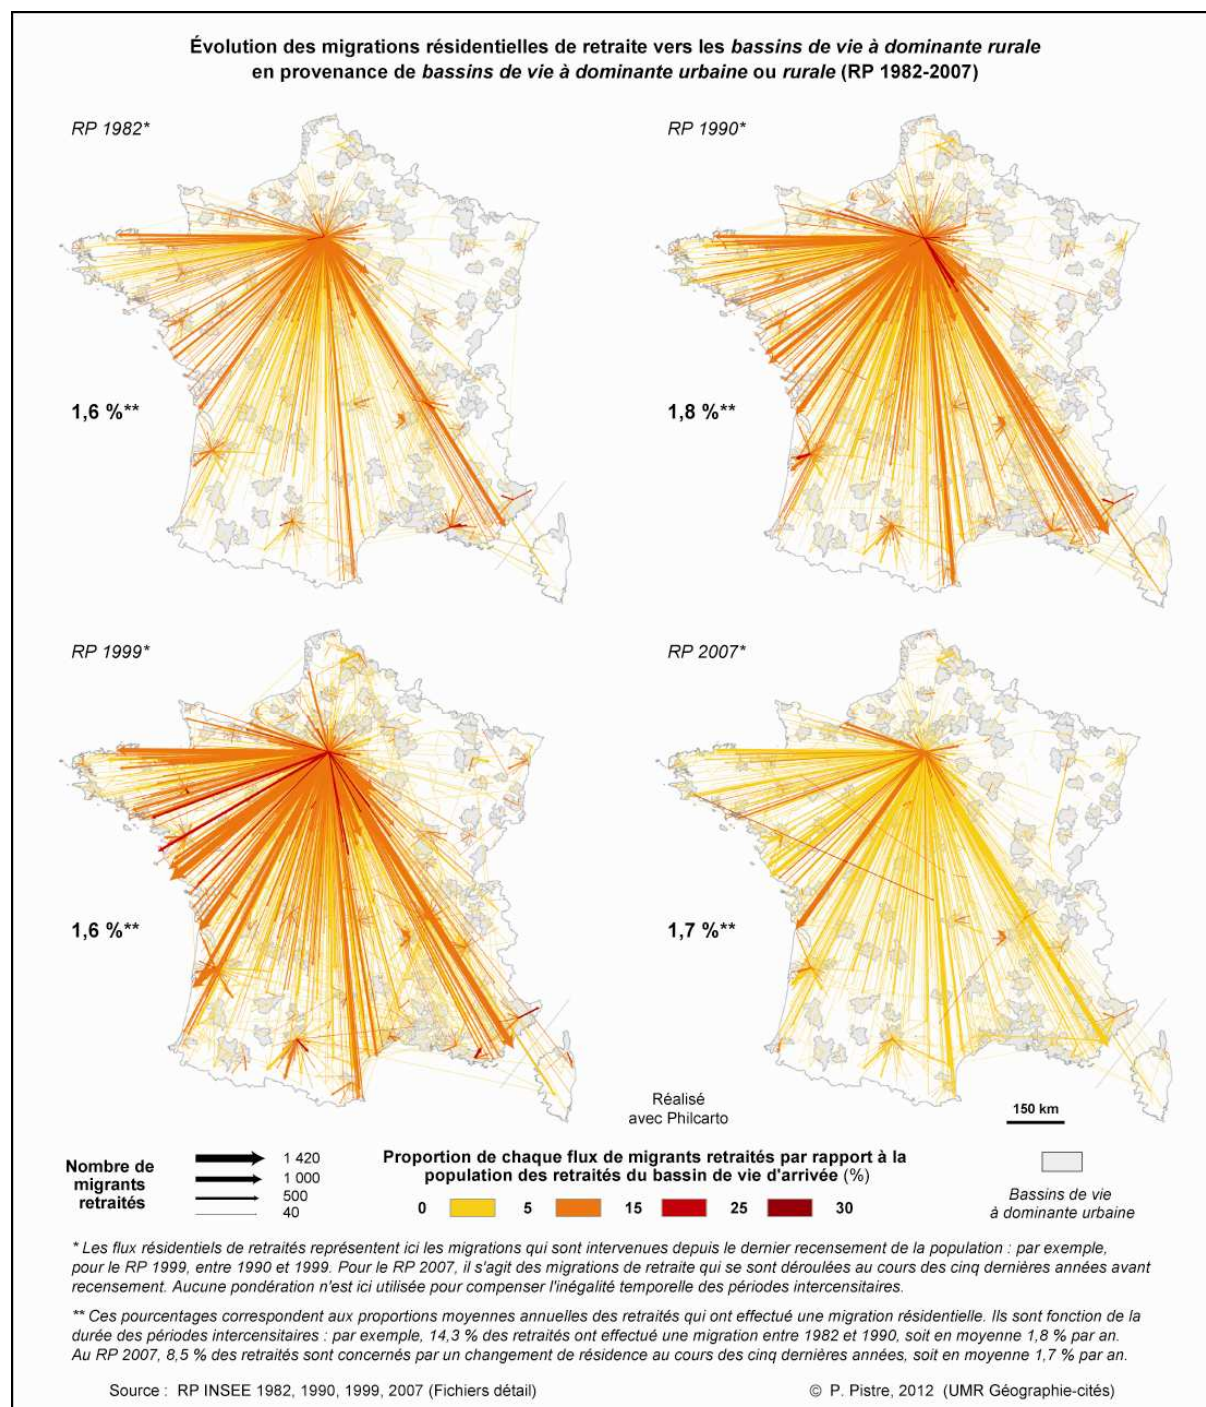 Évolution des migrations résidentielles de retraite vers les bassins de vie à dominante rurale
en provenance de bassins de vie à dominante urbaine ou rurale (RP 1982-2007)
RP 1982*
RP 1990*
1,6 %**
1,8 %**
RP 1999*
RP 2007*
1,6 %**
1,7 %**
Réalisé
avec Philcarto
150 km
Nombre de
migrants
retraités
1 420
1 000
500
40
Proportion de chaque flux de migrants retraités par rapport à la
population des retraités du bassin de vie d'arrivée (%)
0 5 15 25 30
Bassins de vie
à dominante urbaine
* Les flux résidentiels de retraités représentent ici les migrations qui sont intervenues depuis le dernier recensement de la population : par exemple,
pour le RP 1999, entre 1990 et 1999. Pour le RP 2007, il s'agit des migrations de retraite qui se sont déroulées au cours des cinq dernières années avant
recensement. Aucune pondération n'est ici utilisée pour compenser l'inégalité temporelle des périodes intercensitaires.
** Ces pourcentages correspondent aux proportions moyennes annuelles des retraités qui ont effectué une migration résidentielle. Ils sont fonction de la
durée des périodes intercensitaires : par exemple, 14,3 % des retraités ont effectué une migration entre 1982 et 1990, soit en moyenne 1,8 % par an.
Au RP 2007, 8,5 % des retraités sont concernés par un changement de résidence au cours des cinq dernières années, soit en moyenne 1,7 % par an.
Source : RP INSEE 1982, 1990, 1999, 2007 (Fichiers détail)
© P. Pistre, 2012 (UMR Géographie-cités)